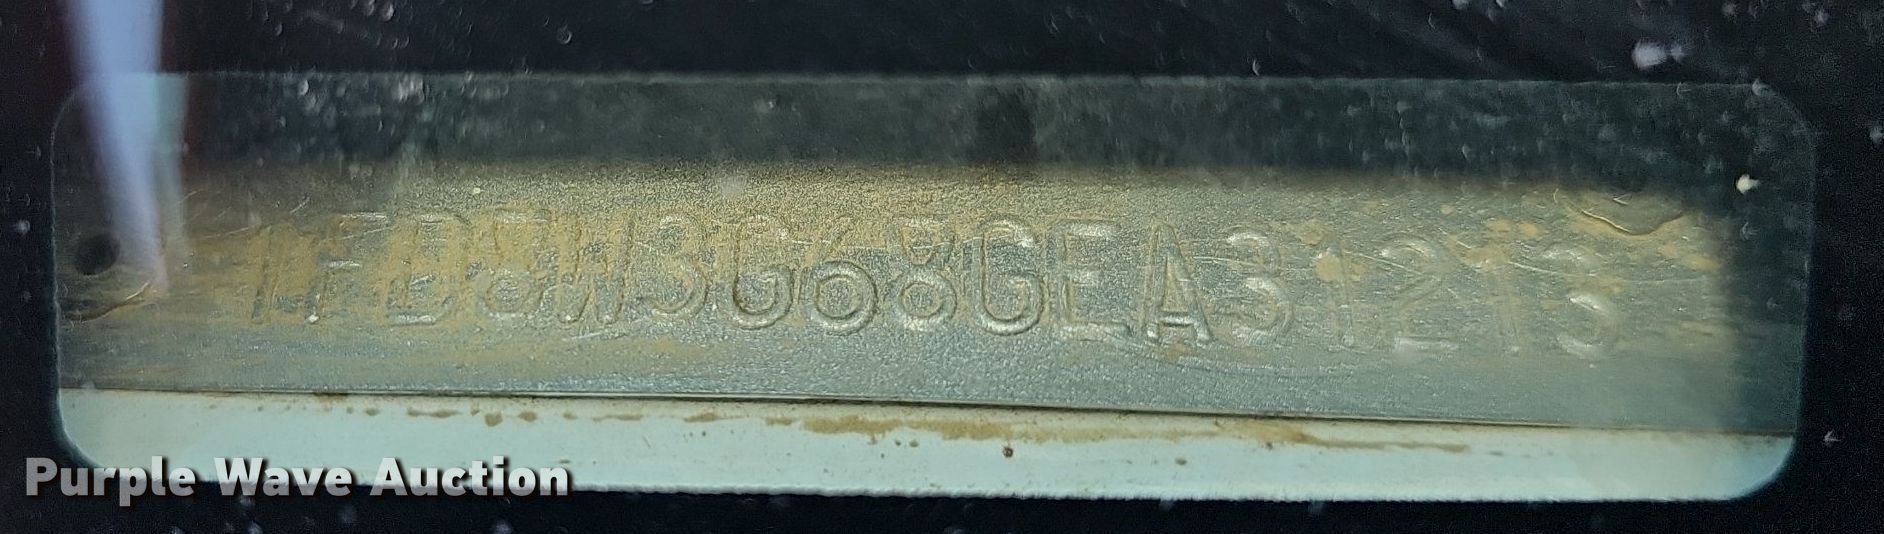 1FD8W3G68GEA31213
Purple Wave Auction